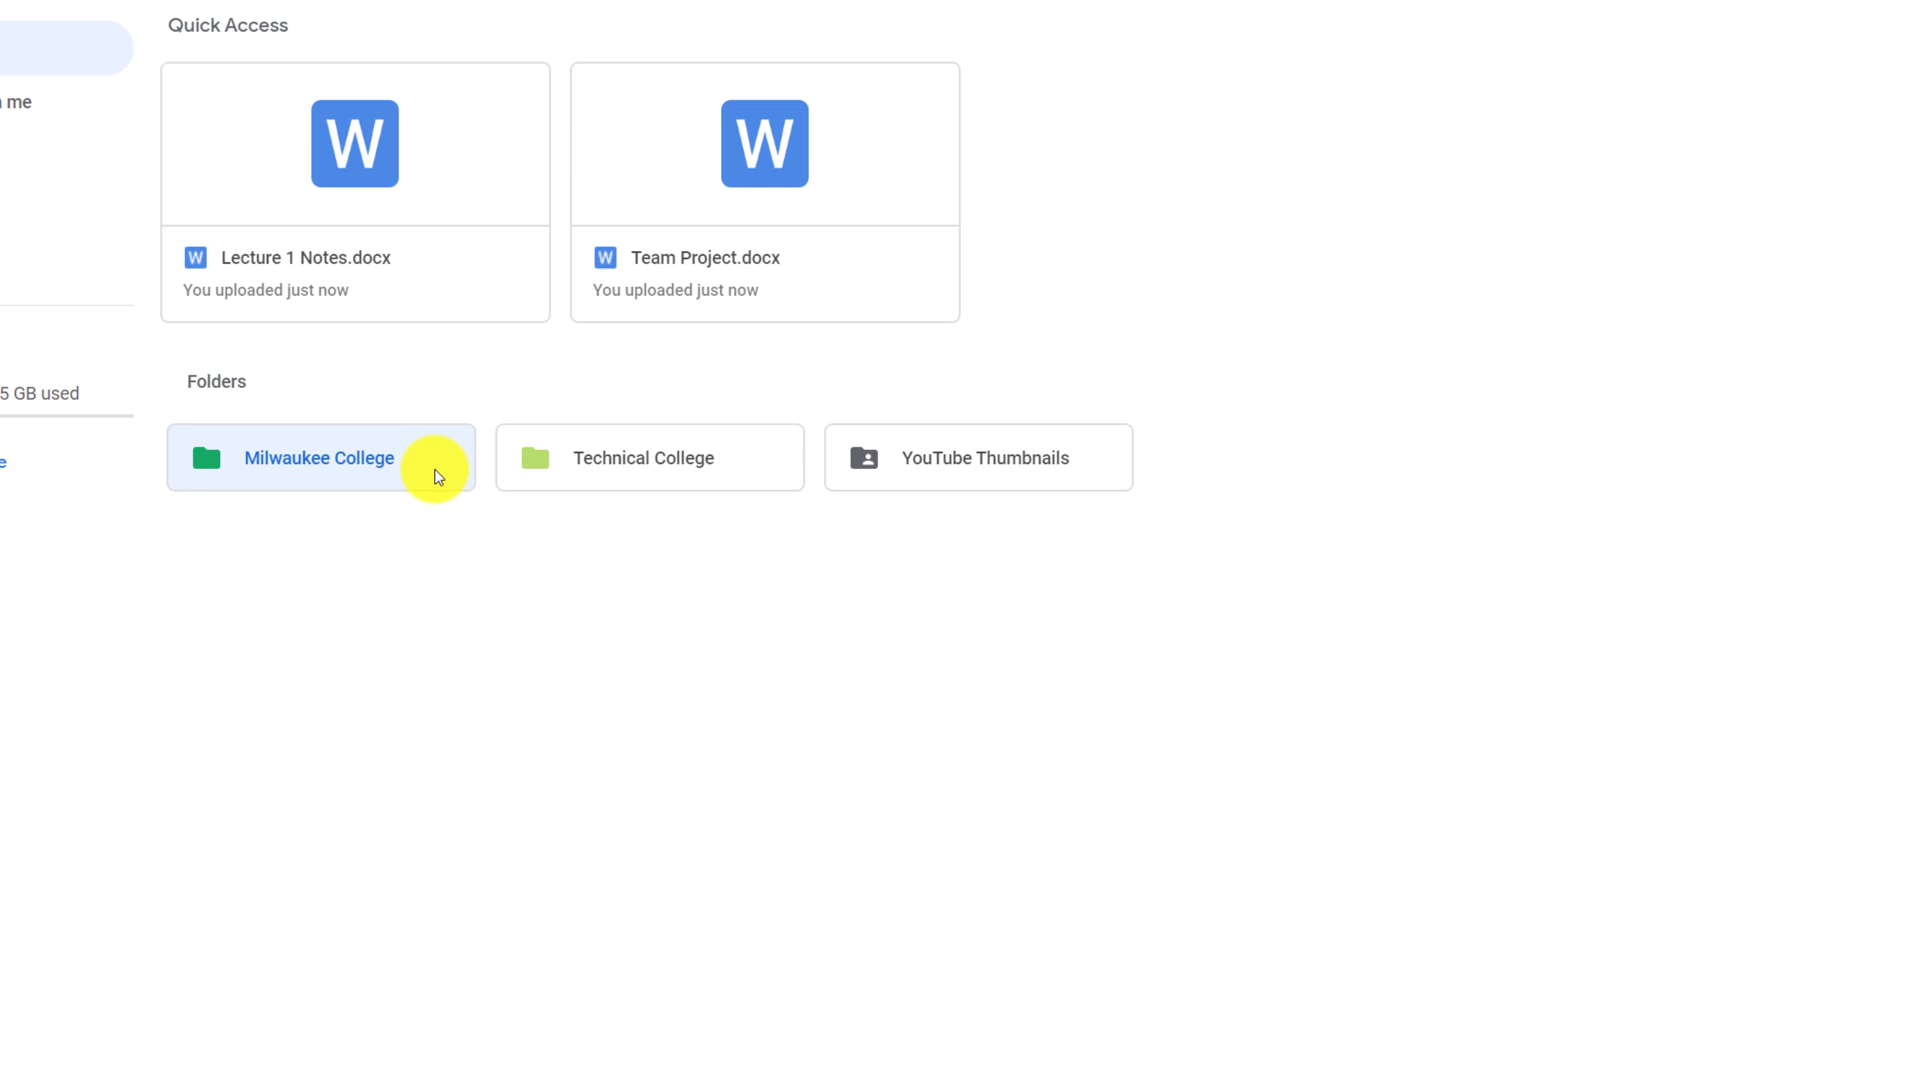 Quick Access
me
W
W
W Lecture 1 Notes.docx
You uploaded just now
W Team Project.docx
You uploaded just now
5 GB used
Folders
e
Milwaukee College
Technical College
YouTube Thumbnails